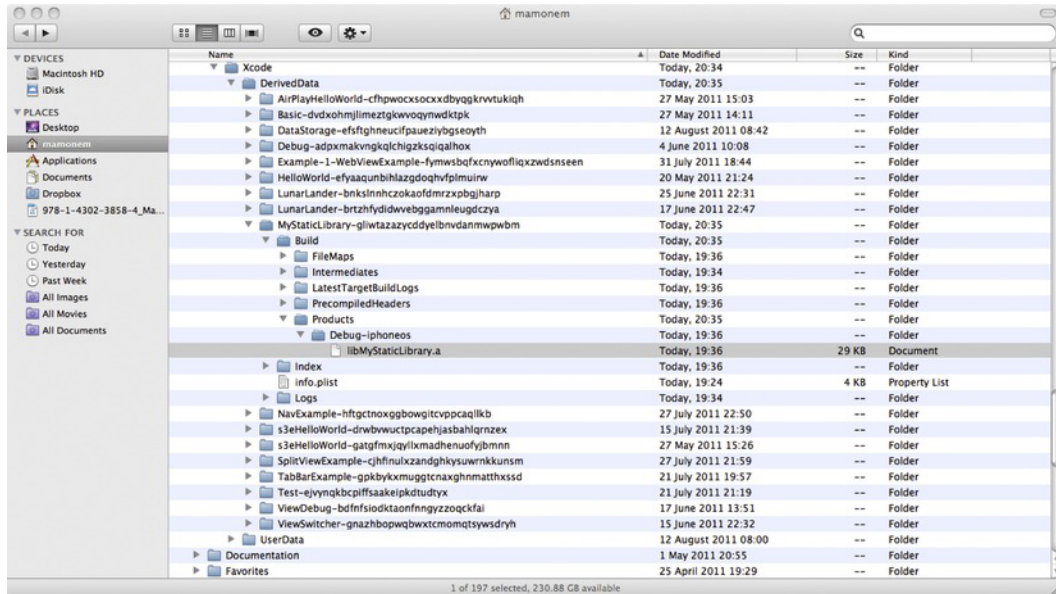 mamonem
DEVICES
Macintosh HD
iDisk
PLACES
Desktop
mamonem
Applications
Documents
Dropbox
978-1-4302-3858-4_Ma...
SEARCH FOR
Today
Yesterday
Past Week
All Images
All Movies
All Documents
Name Date Modified Size Kind
Xcode Today, 20:34 -- Folder
DerivedData Today, 20:35 -- Folder
AirPlayHelloWorld-cfhpwocxsocxxdbyqgkrvvtukiqh 27 May 2011 15:03 -- Folder
Basic-dvdxohmjlimeztgkwvoqynwdktpk 27 May 2011 14:11 -- Folder
DataStorage-efsftghneucifpaueziybgseoyth 12 August 2011 08:42 -- Folder
Debug-adpxmakvngkqlchigzksqiqalhox 4 June 2011 10:08 -- Folder
Example-1-WebViewExample-fymwsbqfxcnywofliqxzwdsnseen 31 July 2011 18:44 -- Folder
HelloWorld-efyaaqunbihlazgdoqhvfplmuirw 20 May 2011 21:24 -- Folder
LunarLander-bnkslnnhczokaofdmrzxpbgjharp 25 June 2011 22:31 -- Folder
LunarLander-brtzhfydidwvebggamnleugdczya 17 June 2011 22:47 -- Folder
MyStaticLibrary-gliwtazazycddyelbnvdanmwpwbm Today, 20:35 -- Folder
Build Today, 20:35 -- Folder
FileMaps Today, 19:36 -- Folder
Intermediates Today, 19:34 -- Folder
LatestTargetBuildLogs Today, 19:36 -- Folder
PrecompiledHeaders Today, 19:36 -- Folder
Products Today, 20:35 -- Folder
Debug-iphoneos Today, 19:36 -- Folder
libMyStaticLibrary.a Today, 19:36 29 KB Document
Index Today, 19:36 -- Folder
info.plist Today, 19:24 4 KB Property List
Logs Today, 19:34 -- Folder
NavExample-hftgctnoxggbowgitcvppcaqllkb 27 July 2011 22:50 -- Folder
s3eHelloWorld-drwbvwuctpcapehjasbahlqrnzex 15 July 2011 21:39 -- Folder
s3eHelloWorld-gatgfmxjqyllxmadhenuofyjbmnn 27 May 2011 15:26 -- Folder
SplitViewExample-cjhfinulxzandghkysuwrnkkunsm 27 July 2011 21:59 -- Folder
TabBarExample-gpkbykxmuggtcnaxghnmatthxssd 21 July 2011 19:57 -- Folder
Test-ejvynqkbcpiffsaakeipkdtudtyx 21 July 2011 21:19 -- Folder
ViewDebug-bdfnfsiodktaonfnngyzzoqckfai 17 June 2011 13:51 -- Folder
ViewSwitcher-gnazhbopwqbwxtcmomqtsywsdryh 15 June 2011 22:32 -- Folder
UserData 12 August 2011 08:00 -- Folder
Documentation 1 May 2011 20:55 -- Folder
Favorites 25 April 2011 19:29 -- Folder
1 of 197 selected, 230.88 GB available